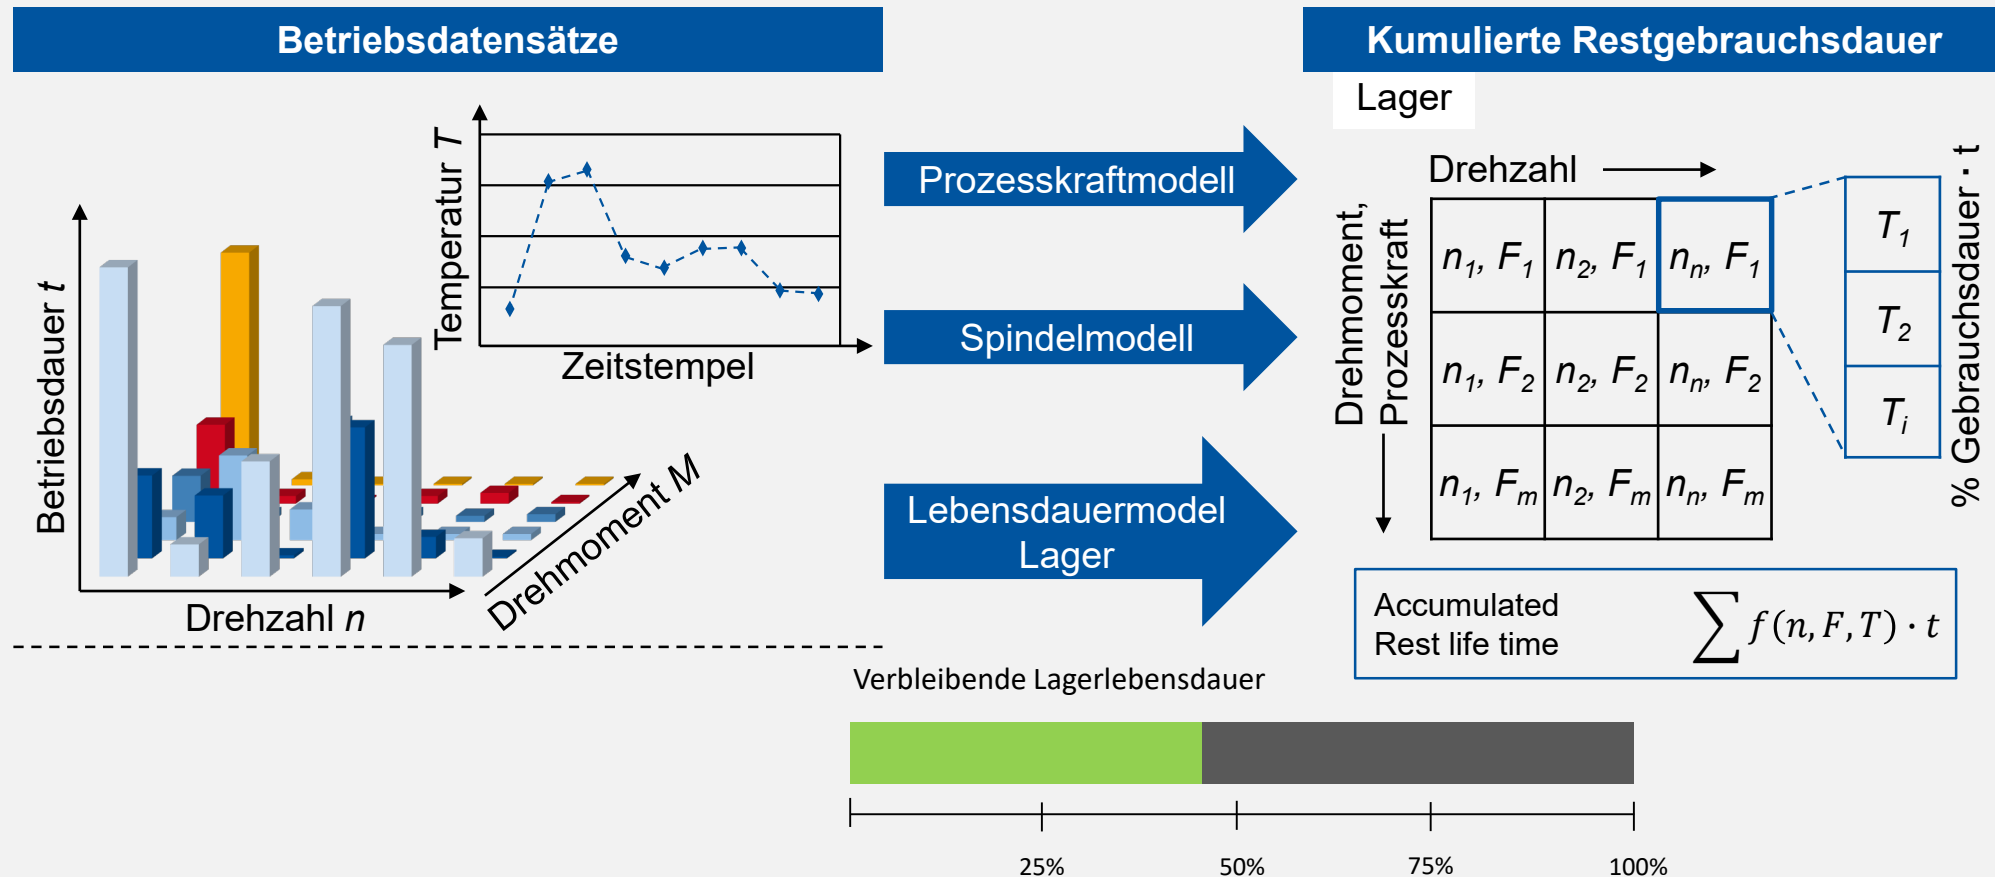 Betriebsdatensätze
Betriebsdauer t
Drehzahl n
Drehmoment M
Temperatur T
Zeitstempel
Prozesskraftmodell
Spindelmodell
Lebensdauermodel
Lager
Kumulierte Restgebrauchsdauer
Lager
Drehzahl
Drehmoment,
Prozesskraft
n1, F1 n2, F1 nn, F1
n1, F2 n2, F2 nn, F2
n1, Fm n2, Fm nn, Fm
T1
T2
Ti
% Gebrauchsdauer · t
Accumulated
Rest life time
∑ f(n, F, T) · t
Verbleibende Lagerlebensdauer
25% 50% 75% 100%